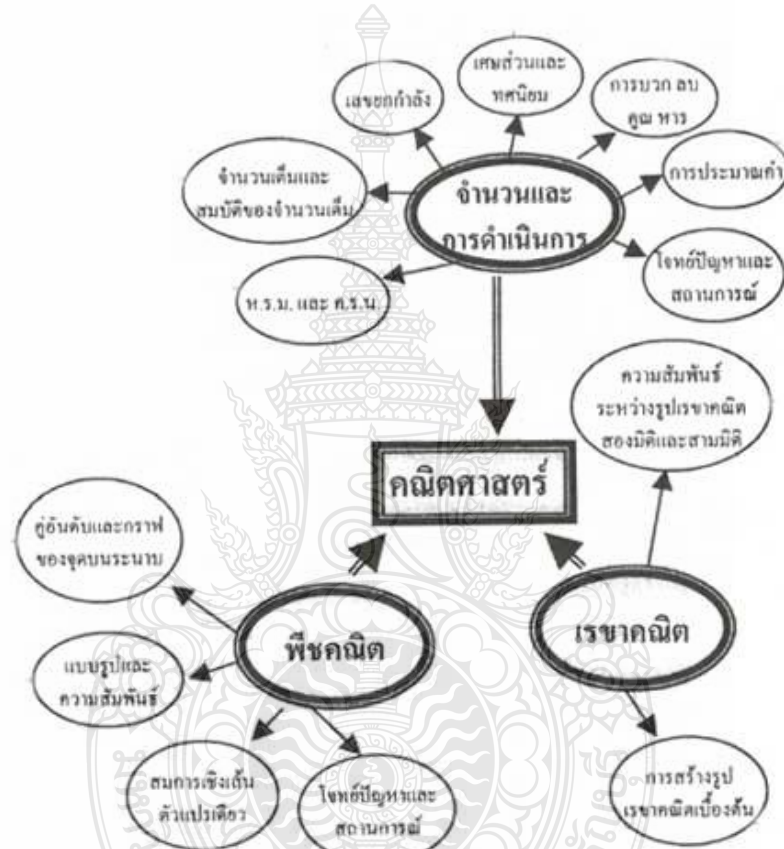 เศษส่วนและ
ทศนิยม
การบวก ลบ
คูณ หาร
เลขยกกำลัง
จำนวนเต็มและ
สมบัติของจำนวนเต็ม
จำนวนและ
การดำเนินการ
การประมาณค่า
โจทย์ปัญหาและ
สถานการณ์
ห.ร.ม. และ ค.ร.น.
ความสัมพันธ์
ระหว่างรูปเรขาคณิต
สองมิติและสามมิติ
คณิตศาสตร์
คู่อันดับและกราฟ
ของจุดบนระนาบ
พีชคณิต
เรขาคณิต
แบบรูปและ
ความสัมพันธ์
สมการเชิงเส้น
ตัวแปรเดียว
โจทย์ปัญหาและ
สถานการณ์
การสร้างรูป
เรขาคณิตเบื้องต้น